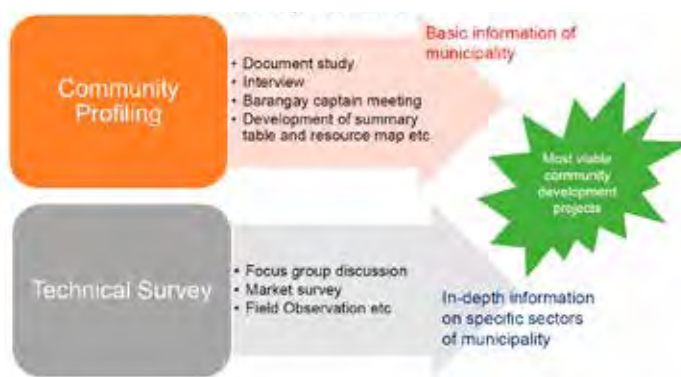 Community
Profiling
• Document study
• Interview
• Barangay captain meeting
• Development of summary
table and resource map etc
Basic information of
municipality
Most viable
community
development
projects
Technical Survey
• Focus group discussion
• Market survey
• Field Observation etc
In-depth information
on specific sectors
of municipality